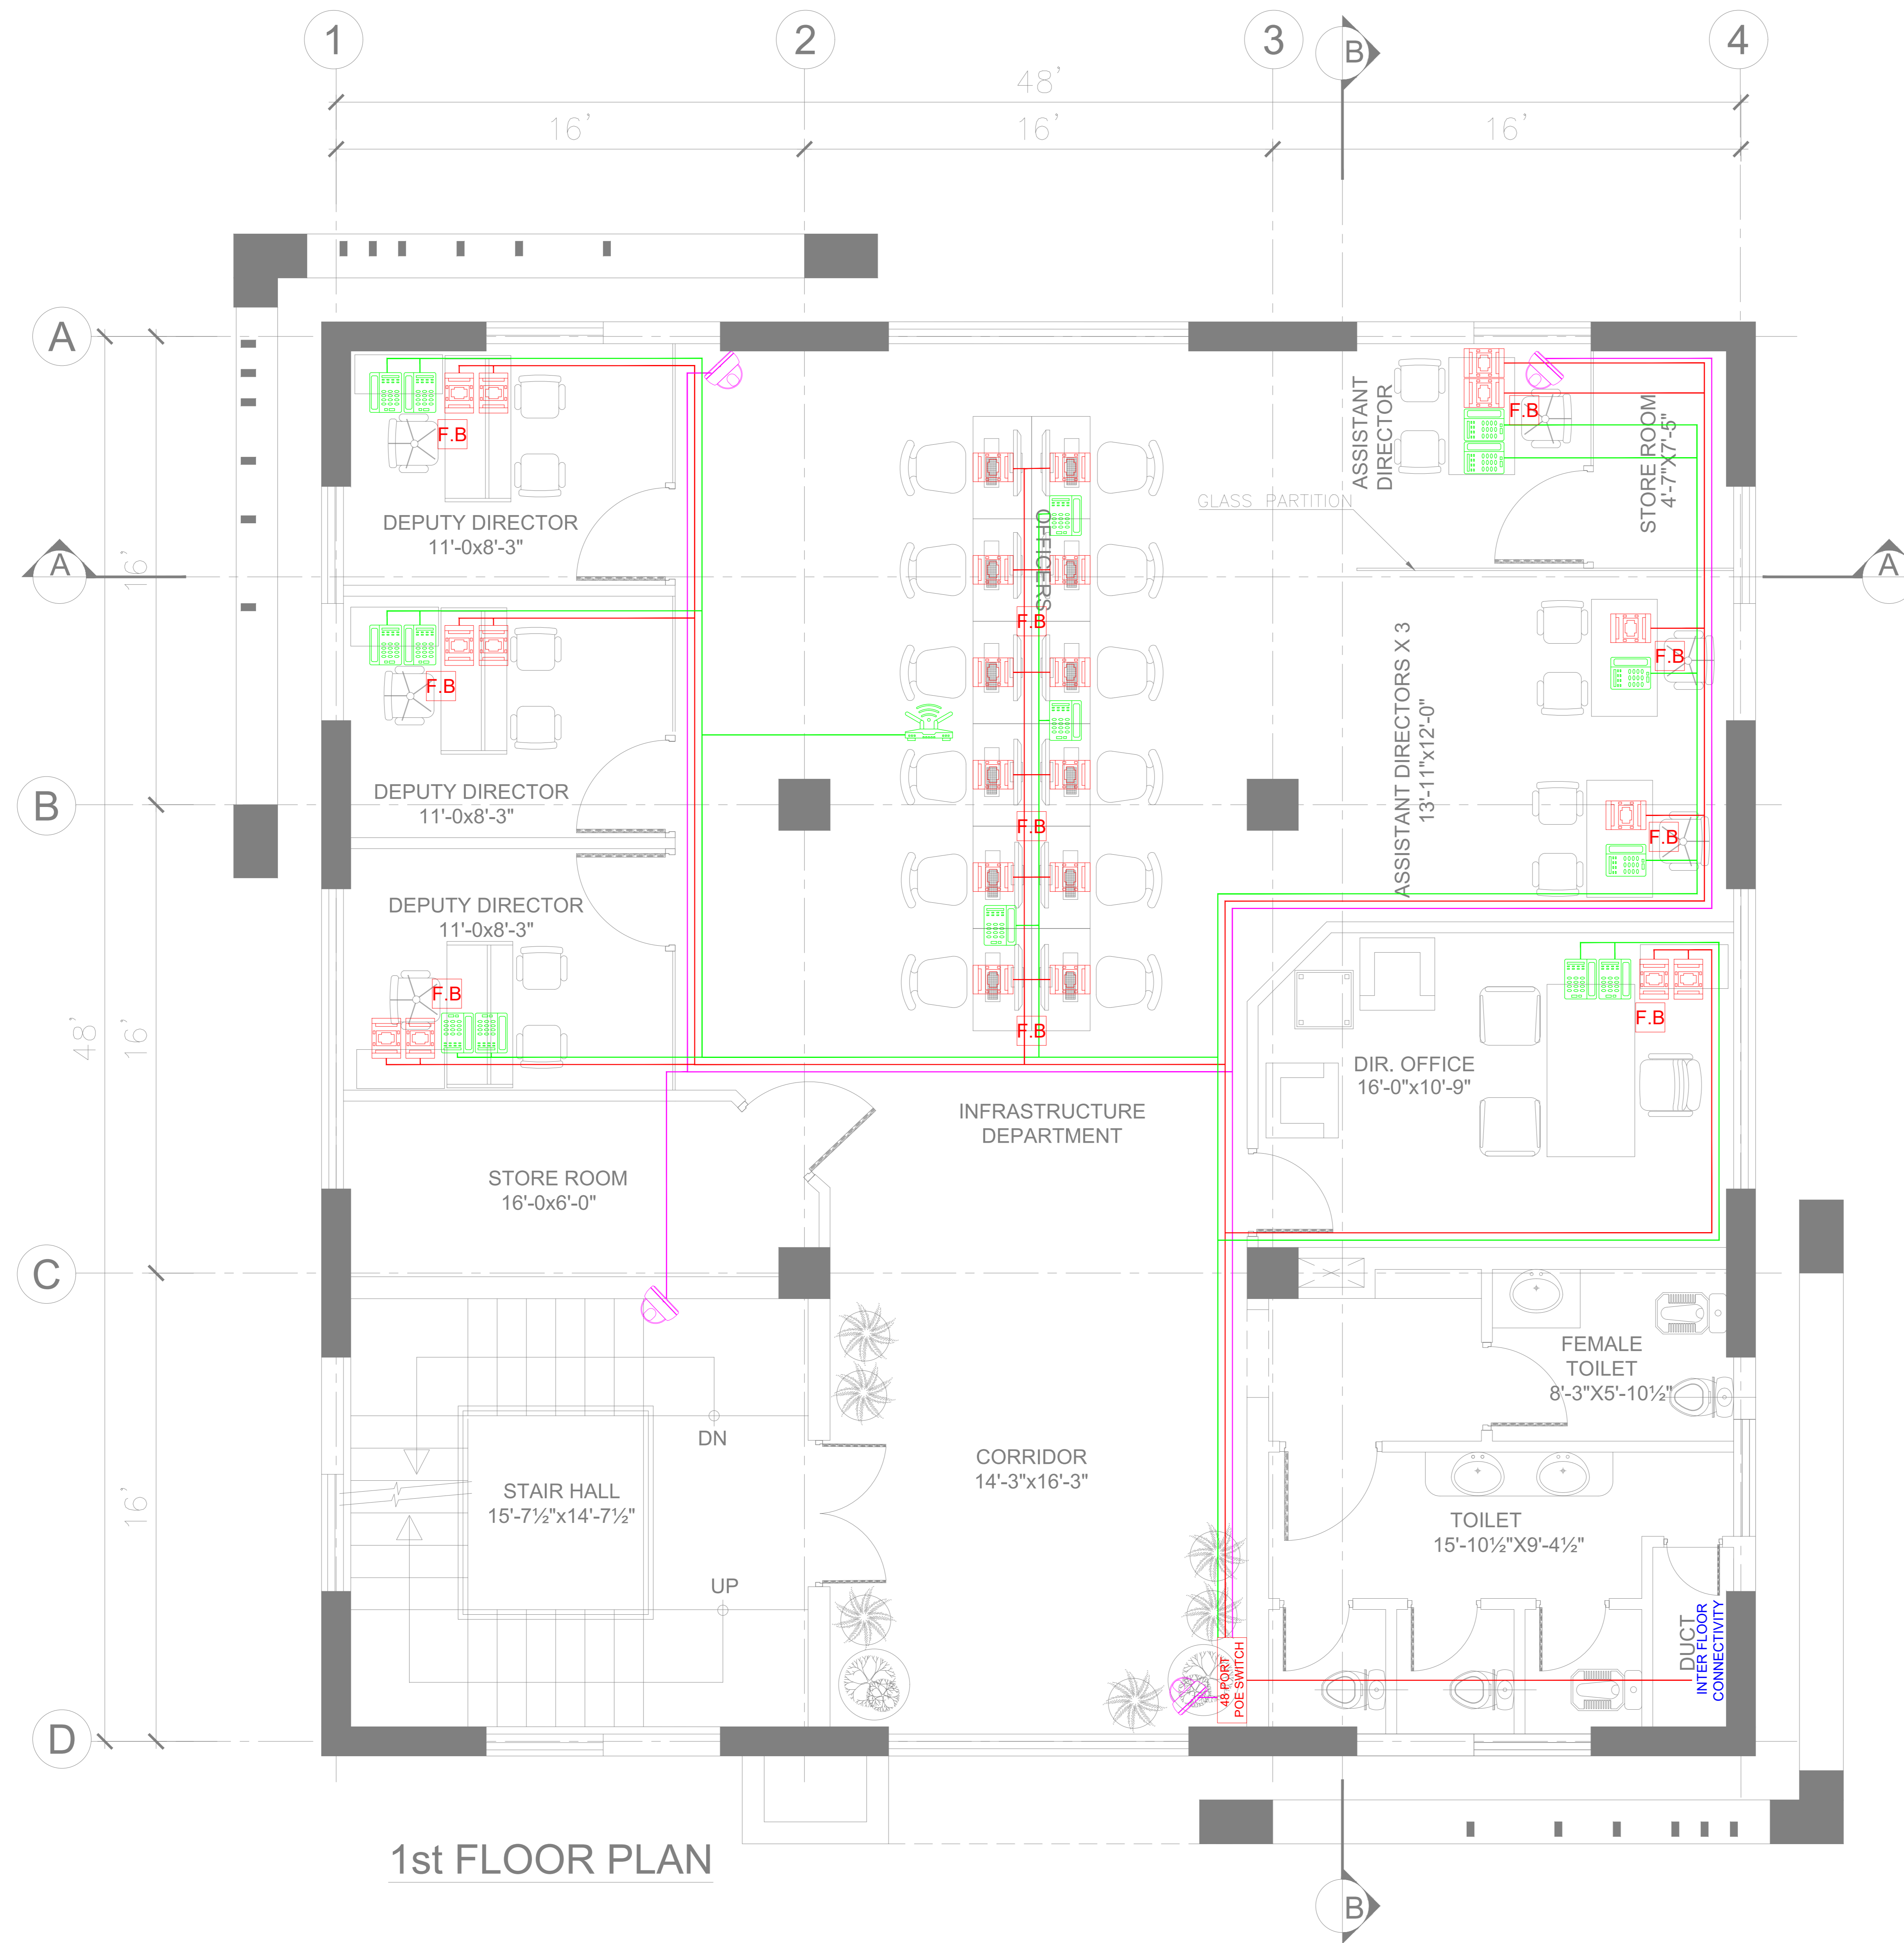 1
2
3
4
B
48'
16'
16'
16'
A
ASSISTANT
DIRECTOR
F.B
STORE ROOM
4'-7"X7'-5"
F.B
GLASS PARTITION
DEPUTY DIRECTOR
11'-0x8'-3"
OFFICERS
A
A
16'
F.B
F.B
F.B
ASSISTANT DIRECTORS X 3
13'-11"x12'-0"
DEPUTY DIRECTOR
11'-0x8'-3"
B
F.B
F.B
DEPUTY DIRECTOR
11'-0x8'-3"
F.B
F.B
F.B
48'
16'
DIR. OFFICE
16'-0"x10'-9"
INFRASTRUCTURE
DEPARTMENT
STORE ROOM
16'-0x6'-0"
C
FEMALE
TOILET
8'-3"X5'-10½"
DN
CORRIDOR
14'-3"x16'-3"
STAIR HALL
15'-7½"x14'-7½"
16'
TOILET
15'-10½"X9'-4½"
UP
48 PORT
POE SWITCH
DUCT
INTER FLOOR
CONNECTIVITY
D
1st FLOOR PLAN
B